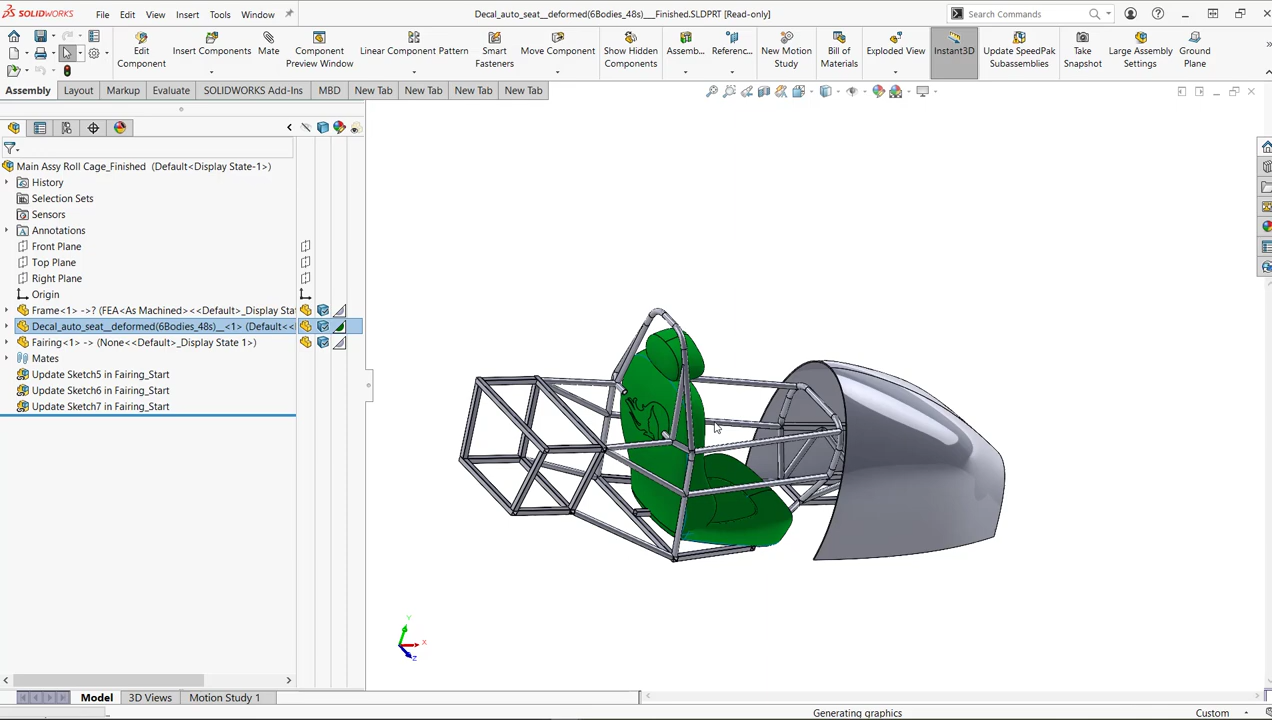 SOLIDWORKS File Edit View Insert Tools Window Decal_auto_seat__deformed(6Bodies_48s)___Finished.SLDPRT [Read-only] Search Commands
Edit Component
Insert Components
Mate
Component Preview Window
Linear Component Pattern
Smart Fasteners
Move Component
Show Hidden Components
Assemb...
Referenc...
New Motion Study
Bill of Materials
Exploded View
Instant3D
Update SpeedPak Subassemblies
Take Snapshot
Large Assembly Settings
Ground Plane
Assembly Layout Markup Evaluate SOLIDWORKS Add-Ins MBD New Tab New Tab New Tab New Tab
Main Assy Roll Cage_Finished (Default<Display State-1>)
History
Selection Sets
Sensors
Annotations
Front Plane
Top Plane
Right Plane
Origin
Frame<1> ->? (FEA<As Machined><<Default>_Display Sta
Decal_auto_seat__deformed(6Bodies_48s)__<1> (Default<<
Fairing<1> -> (None<<Default>_Display State 1>)
Mates
Update Sketch5 in Fairing_Start
Update Sketch6 in Fairing_Start
Update Sketch7 in Fairing_Start
Y
X
Z
Model 3D Views Motion Study 1
Generating graphics Custom